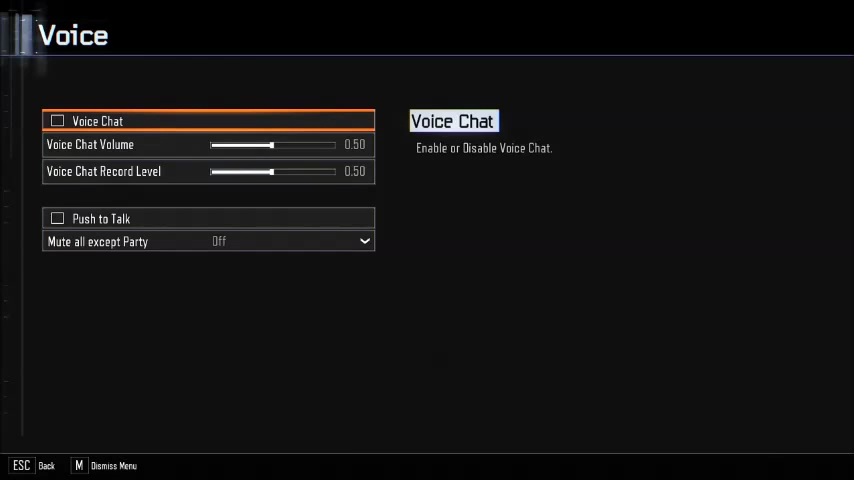 Voice
Voice Chat
Voice Chat Volume 0.50
Voice Chat Record Level 0.50
Push to Talk
Mute all except Party Off
Voice Chat
Enable or Disable Voice Chat.
ESC Back M Dismiss Menu